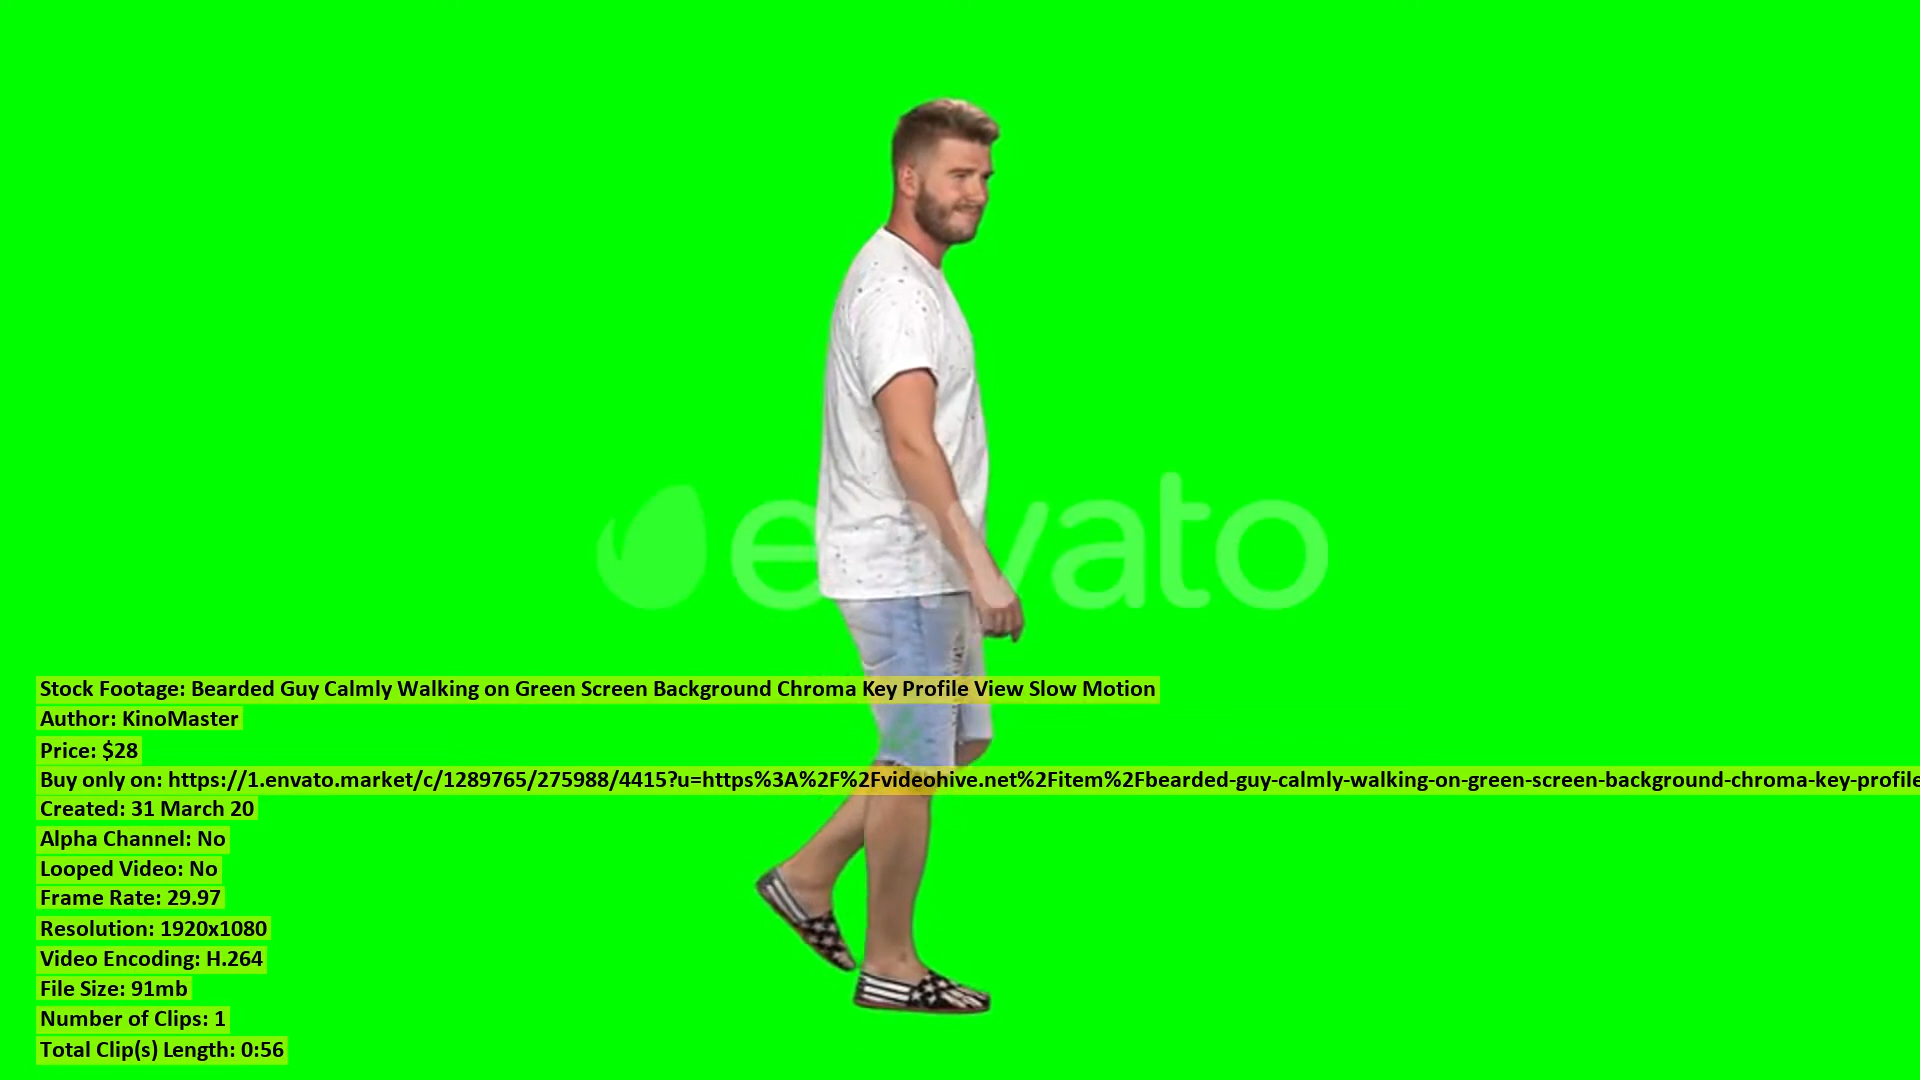 envato
Stock Footage: Bearded Guy Calmly Walking on Green Screen Background Chroma Key Profile View Slow Motion
Author: KinoMaster
Price: $28
Buy only on: https://1.envato.market/c/1289765/275988/4415?u=https%3A%2F%2Fvideohive.net%2Fitem%2Fbearded-guy-calmly-walking-on-green-screen-background-chroma-key-profile
Created: 31 March 20
Alpha Channel: No
Looped Video: No
Frame Rate: 29.97
Resolution: 1920x1080
Video Encoding: H.264
File Size: 91mb
Number of Clips: 1
Total Clip(s) Length: 0:56